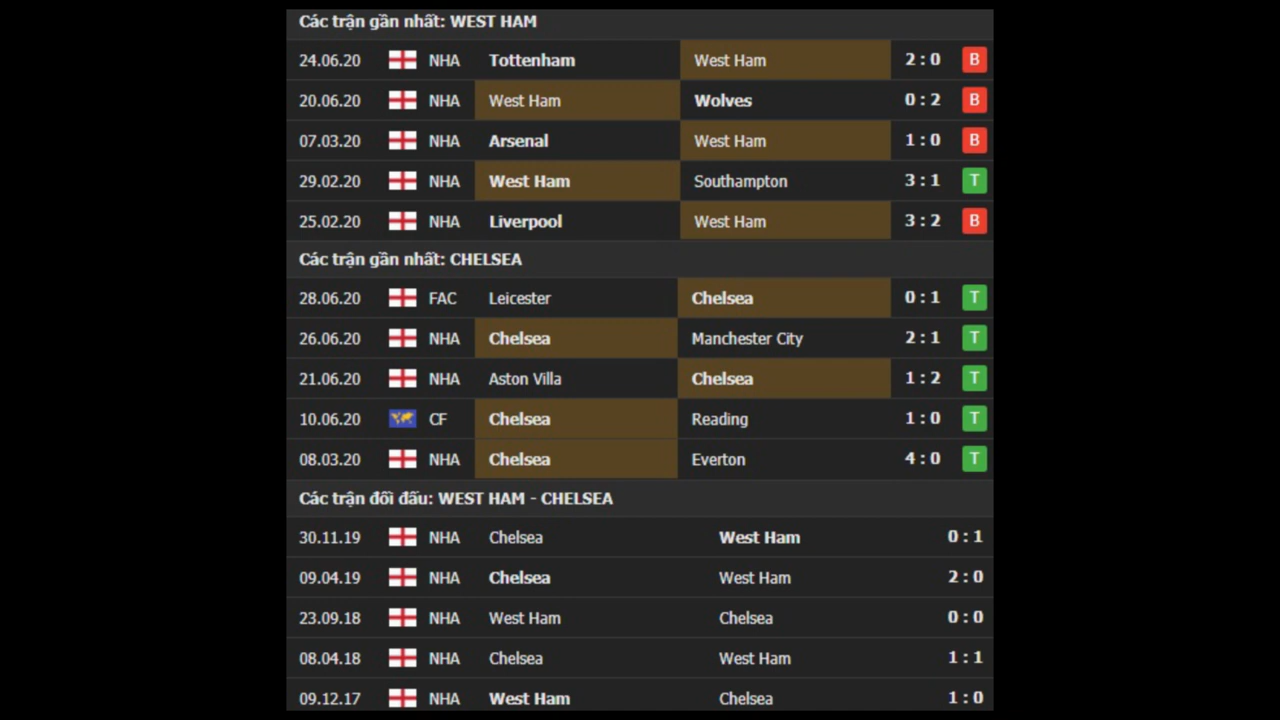 Các trận gần nhất: WEST HAM
24.06.20 NHA Tottenham West Ham 2 : 0 B
20.06.20 NHA West Ham Wolves 0 : 2 B
07.03.20 NHA Arsenal West Ham 1 : 0 B
29.02.20 NHA West Ham Southampton 3 : 1 T
25.02.20 NHA Liverpool West Ham 3 : 2 B
Các trận gần nhất: CHELSEA
28.06.20 FAC Leicester Chelsea 0 : 1 T
26.06.20 NHA Chelsea Manchester City 2 : 1 T
21.06.20 NHA Aston Villa Chelsea 1 : 2 T
10.06.20 CF Chelsea Reading 1 : 0 T
08.03.20 NHA Chelsea Everton 4 : 0 T
Các trận đối đấu: WEST HAM - CHELSEA
30.11.19 NHA Chelsea West Ham 0 : 1
09.04.19 NHA Chelsea West Ham 2 : 0
23.09.18 NHA West Ham Chelsea 0 : 0
08.04.18 NHA Chelsea West Ham 1 : 1
09.12.17 NHA West Ham Chelsea 1 : 0